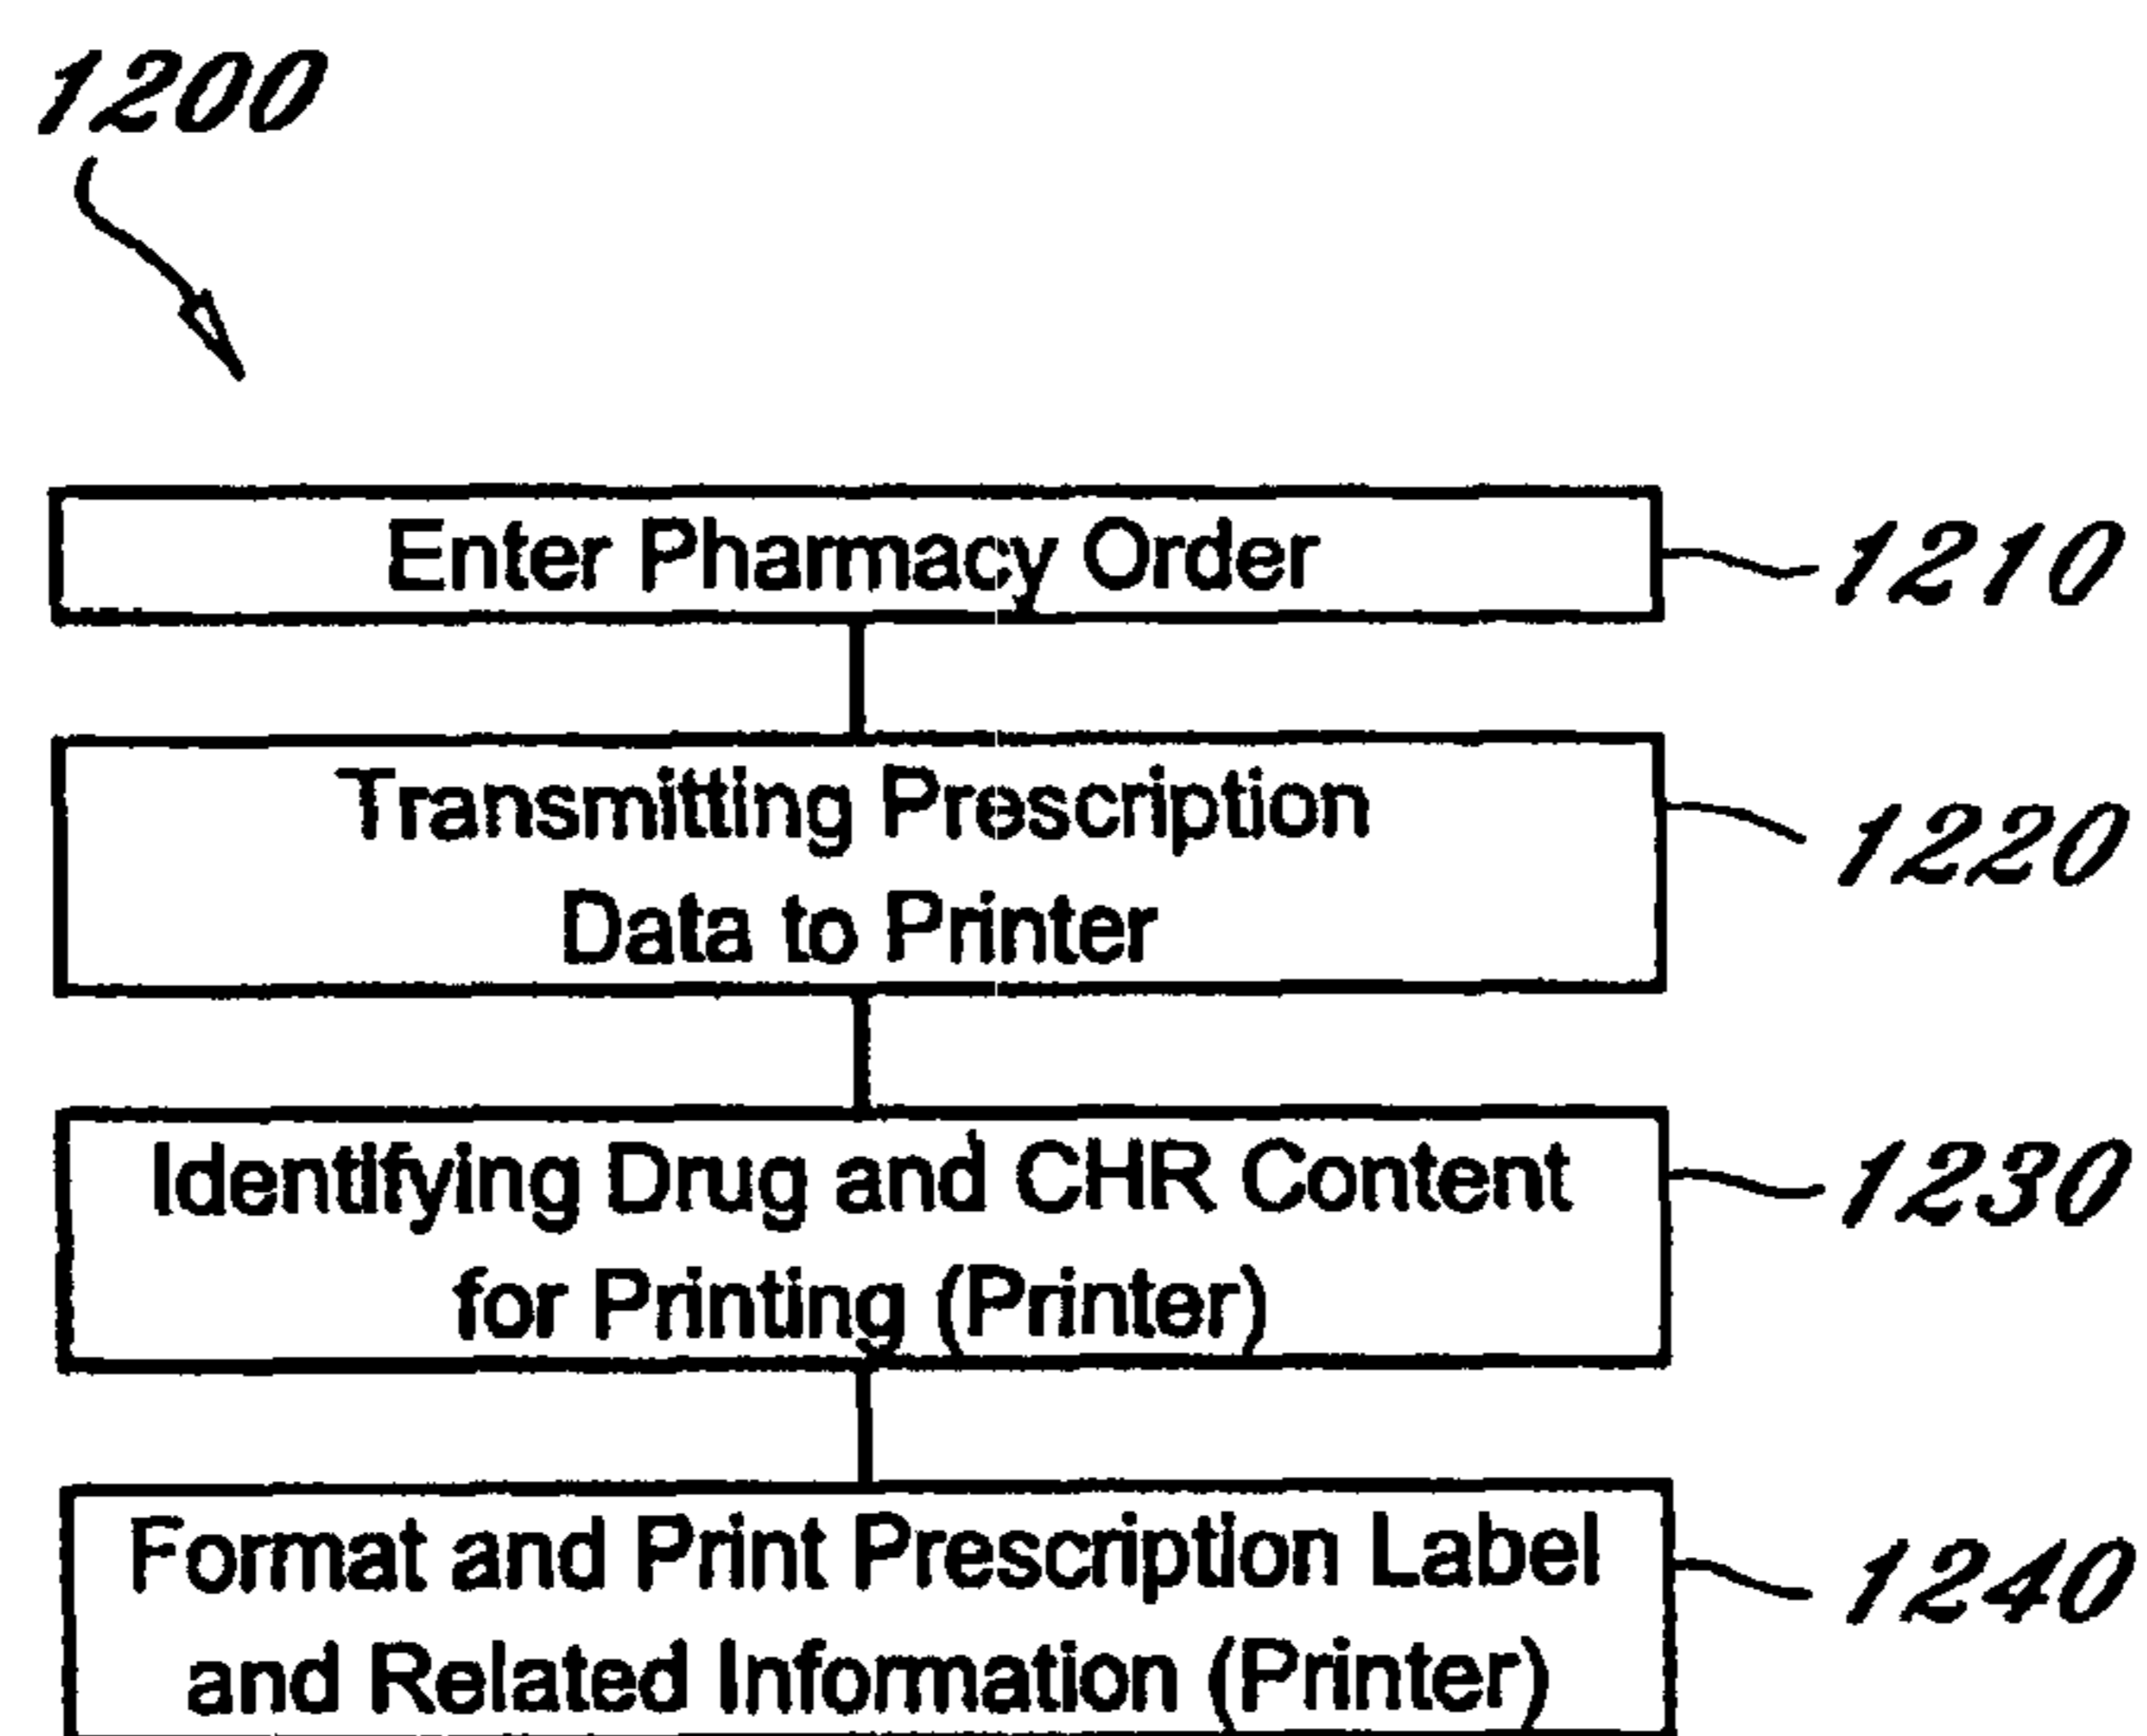 1200
Enter Pharmacy Order
1210
Transmitting Prescription
Data to Printer
1220
Identifying Drug and CHR Content
for Printing (Printer)
1230
Format and Print Prescription Label
and Related Information (Printer)
1240